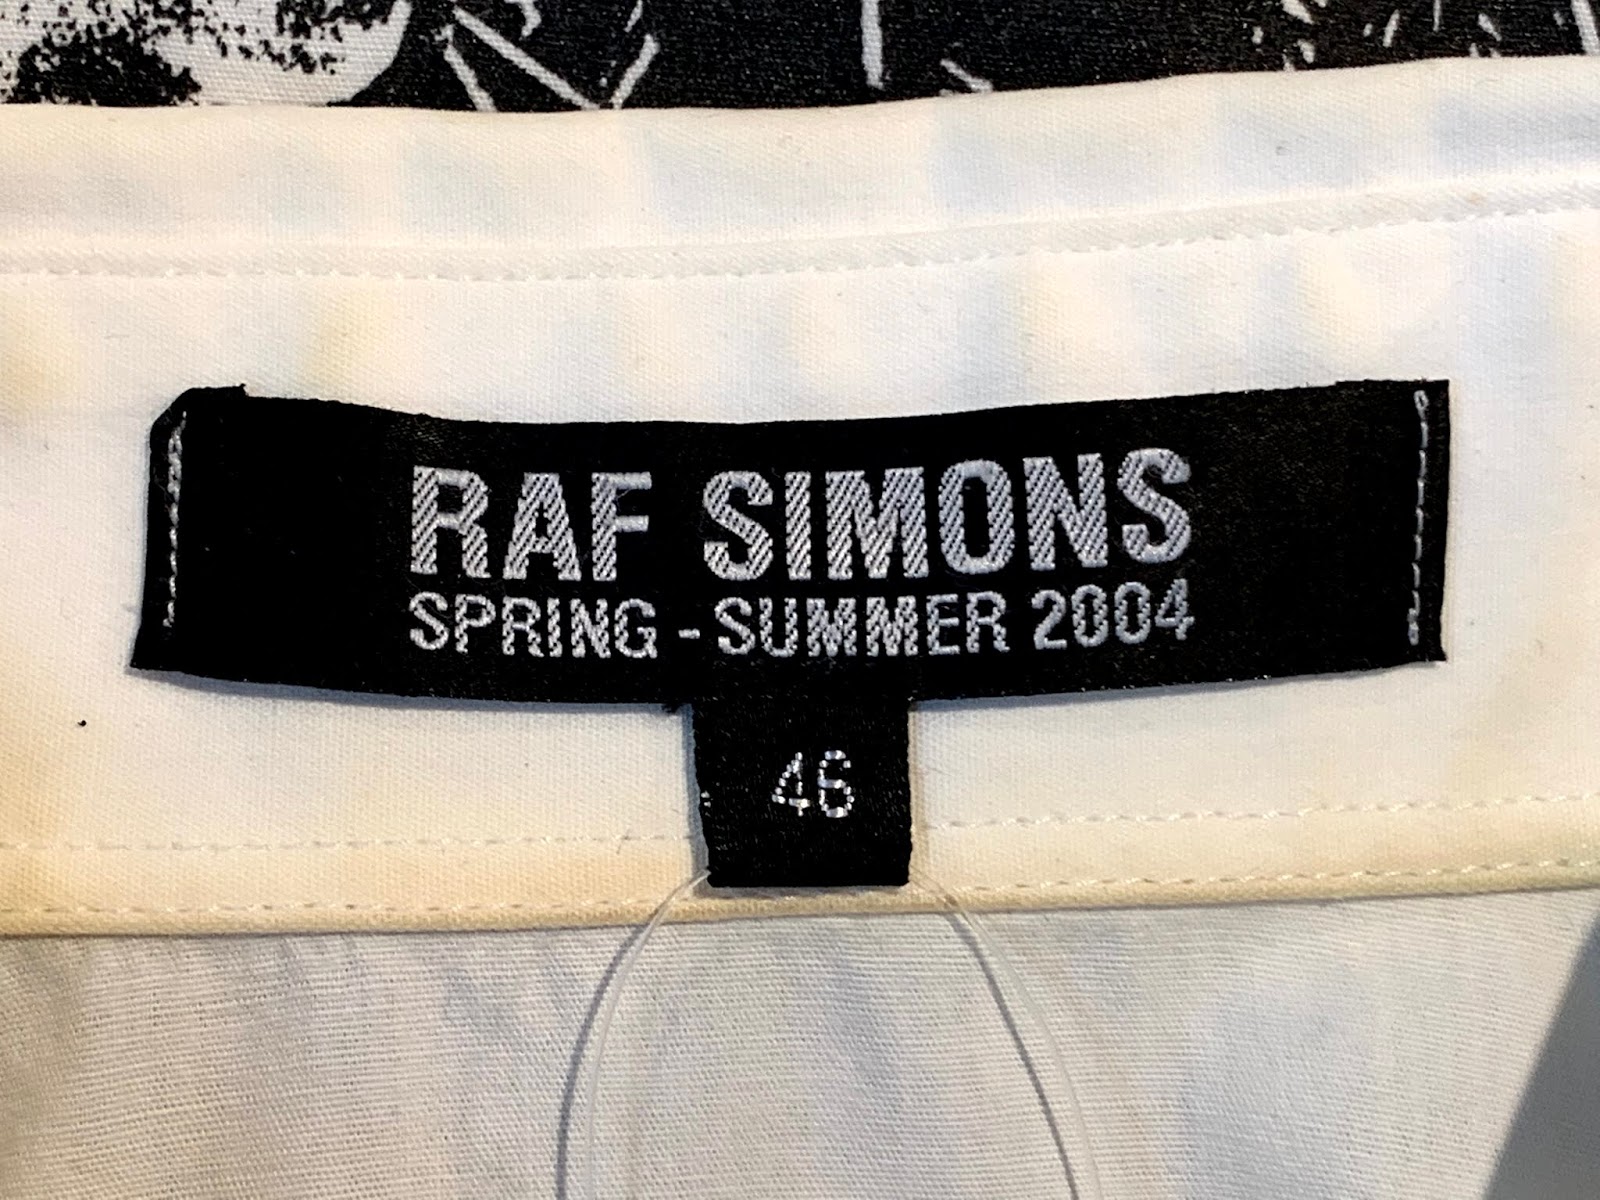 RAF SIMONS
SPRING - SUMMER 2004
46